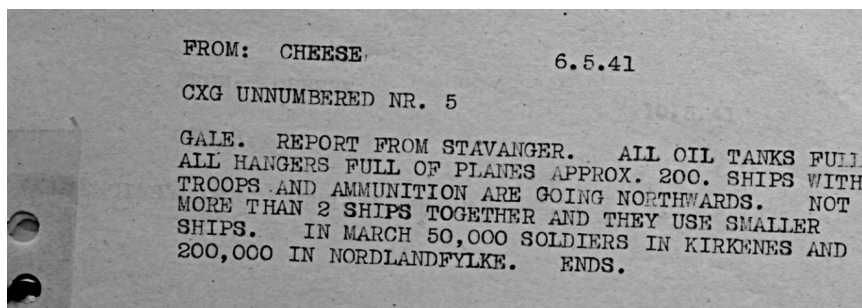 FROM: CHEESE 6.5.41
CXG UNNUMBERED NR. 5
GALE. REPORT FROM STAVANGER. ALL OIL TANKS FULL
ALL HANGERS FULL OF PLANES APPROX. 200. SHIPS WITH
TROOPS AND AMMUNITION ARE GOING NORTHWARDS. NOT
MORE THAN 2 SHIPS TOGETHER AND THEY USE SMALLER
SHIPS. IN MARCH 50,000 SOLDIERS IN KIRKENES AND
200,000 IN NORDLANDFYLKE. ENDS.